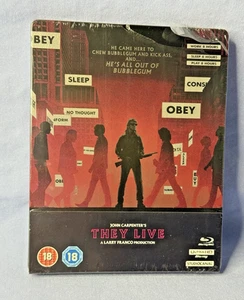 OBEY
WORK 8 HOURS
SLEEP 8 HOURS
PLAY 8 HOURS
HE CAME HERE TO
CHEW BUBBLEGUM AND KICK ASS...
AND...
HE'S ALL OUT OF
BUBBLEGUM
SLEEP
CONS
NO THOUGHT
OBEY
JOHN CARPENTER'S
THEY LIVE
A LARRY FRANCO PRODUCTION
18
18
STUDIOCANAL